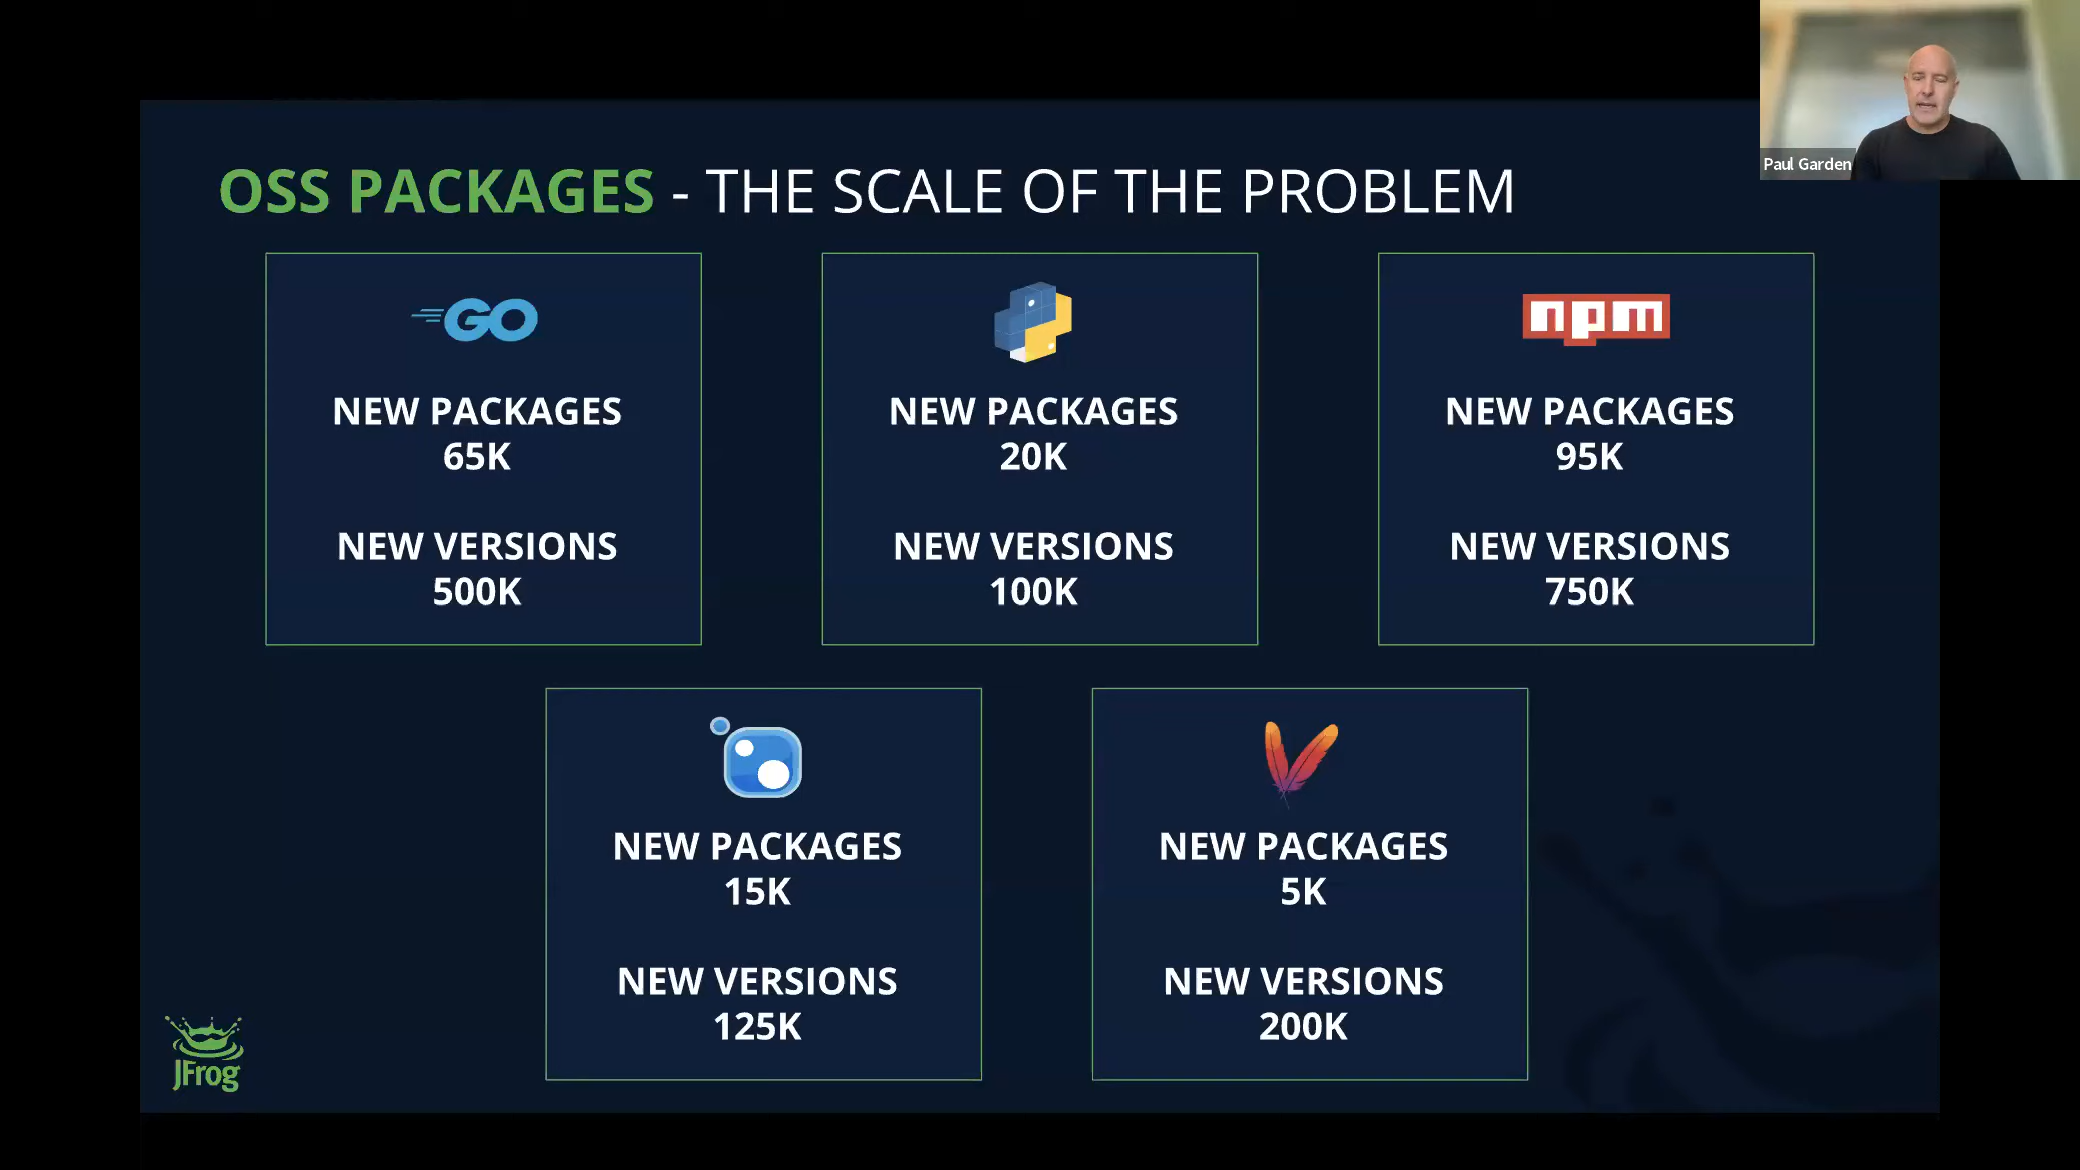 Paul Garden
OSS PACKAGES - THE SCALE OF THE PROBLEM
GO
NEW PACKAGES
65K
NEW VERSIONS
500K
NEW PACKAGES
20K
NEW VERSIONS
100K
npm
NEW PACKAGES
95K
NEW VERSIONS
750K
NEW PACKAGES
15K
NEW VERSIONS
125K
NEW PACKAGES
5K
NEW VERSIONS
200K
JFrog